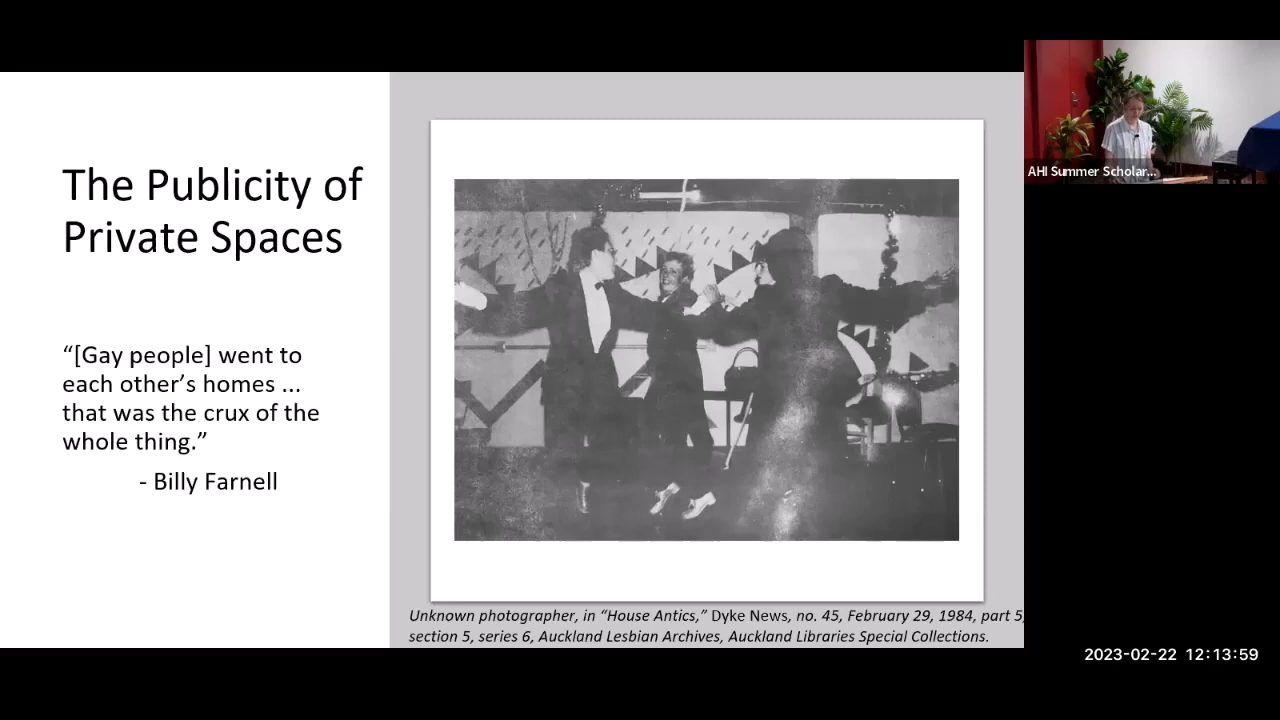 The Publicity of
Private Spaces
“[Gay people] went to
each other’s homes ...
that was the crux of the
whole thing.”
- Billy Farnell
Unknown photographer, in “House Antics,” Dyke News, no. 45, February 29, 1984, part 5,
section 5, series 6, Auckland Lesbian Archives, Auckland Libraries Special Collections.
AHI Summer Scholar...
2023-02-22 12:13:59